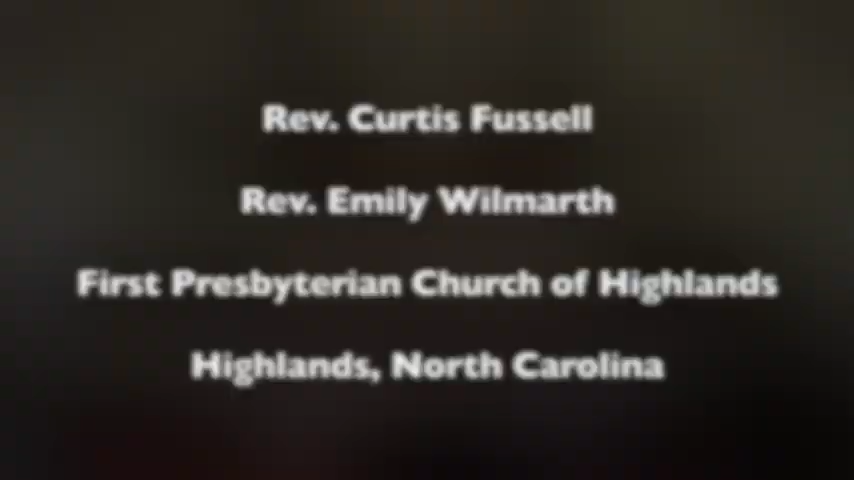 Rev. Curtis Fussell
Rev. Emily Wilmarth
First Presbyterian Church of Highlands
Highlands, North Carolina